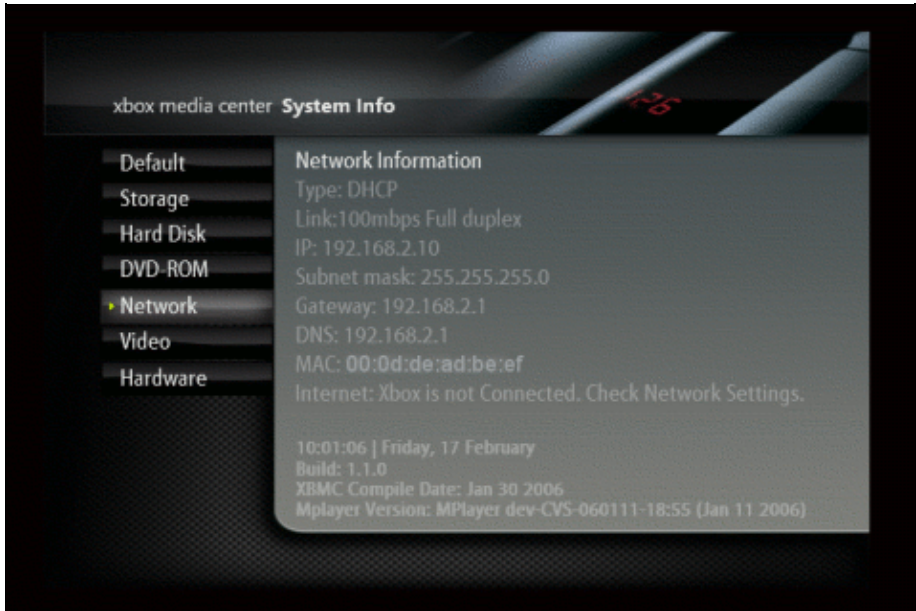 xbox media center System Info
:26
Default
Storage
Hard Disk
DVD-ROM
Network
Video
Hardware
Network Information
Type: DHCP
Link:100mbps Full duplex
IP: 192.168.2.10
Subnet mask: 255.255.255.0
Gateway: 192.168.2.1
DNS: 192.168.2.1
MAC: 00:0d:de:ad:be:ef
Internet: Xbox is not Connected. Check Network Settings.
10:01:06 | Friday, 17 February
Build: 1.1.0
XBMC Compile Date: Jan 30 2006
Mplayer Version: MPlayer dev-CVS-060111-18:55 (Jan 11 2006)